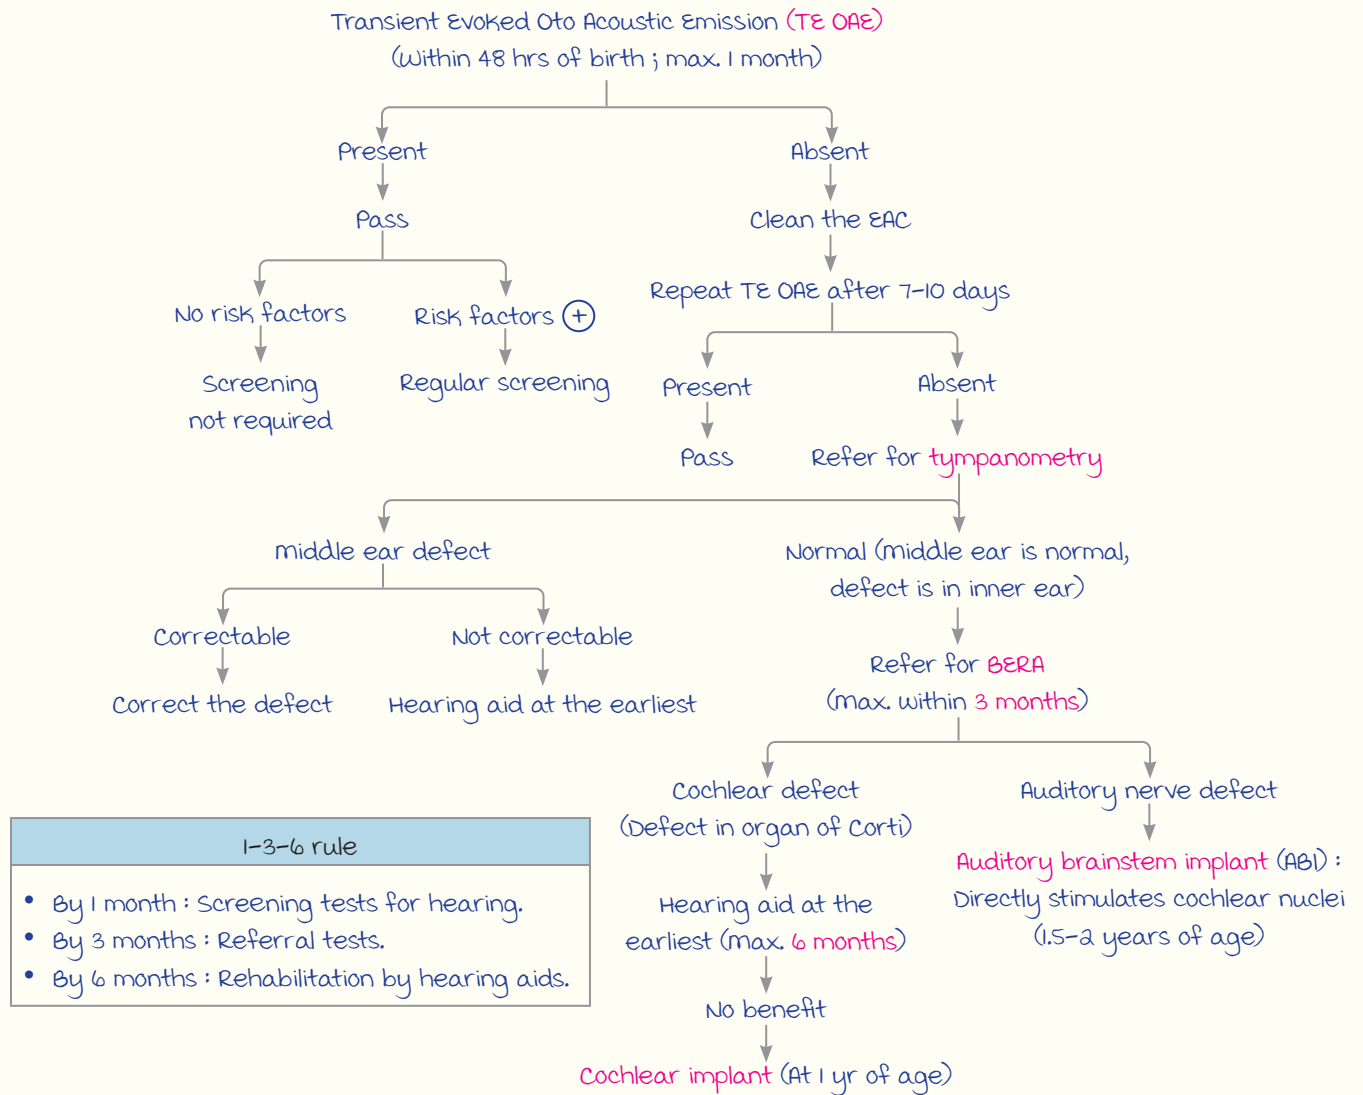 Transient Evoked Oto Acoustic Emission (TE OAE)
(Within 48 hrs of birth ; max. 1 month)
Present
Absent
Pass
Clean the EAC
No risk factors
Risk factors +
Repeat TE OAE after 7-10 days
Screening
not required
Regular screening
Present
Absent
Pass
Refer for tympanometry
Middle ear defect
Normal (Middle ear is normal,
defect is in inner ear)
Correctable
Not correctable
Correct the defect
Hearing aid at the earliest
Refer for BERA
(Max. within 3 months)
Cochlear defect
(Defect in organ of Corti)
Auditory nerve defect
Hearing aid at the
earliest (Max. 6 months)
Auditory brainstem implant (ABI) :
Directly stimulates cochlear nuclei
(1.5-2 years of age)
No benefit
Cochlear implant (At 1 yr of age)
1-3-6 rule
• By 1 month : Screening tests for hearing.
• By 3 months : Referral tests.
• By 6 months : Rehabilitation by hearing aids.